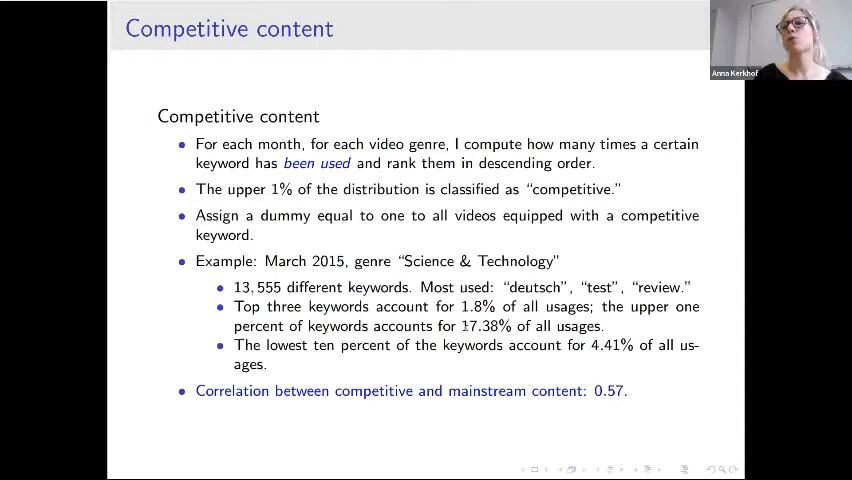 Competitive content
Anna Kerkhof
Competitive content
• For each month, for each video genre, I compute how many times a certain
keyword has been used and rank them in descending order.
• The upper 1% of the distribution is classified as “competitive.”
• Assign a dummy equal to one to all videos equipped with a competitive
keyword.
• Example: March 2015, genre “Science & Technology”
• 13,555 different keywords. Most used: “deutsch”, “test”, “review.”
• Top three keywords account for 1.8% of all usages; the upper one
percent of keywords accounts for 17.38% of all usages.
• The lowest ten percent of the keywords account for 4.41% of all us-
ages.
• Correlation between competitive and mainstream content: 0.57.